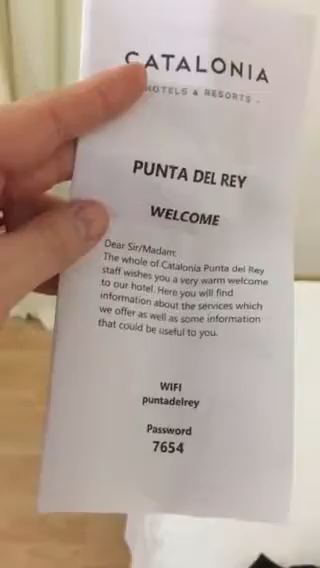 CATALONIA
HOTELS & RESORTS -
PUNTA DEL REY
WELCOME
Dear Sir/Madam:
The whole of Catalonia Punta del Rey
staff wishes you a very warm welcome
to our hotel. Here you will find
information about the services which
we offer as well as some information
that could be useful to you.
WIFI
puntadelrey
Password
7654